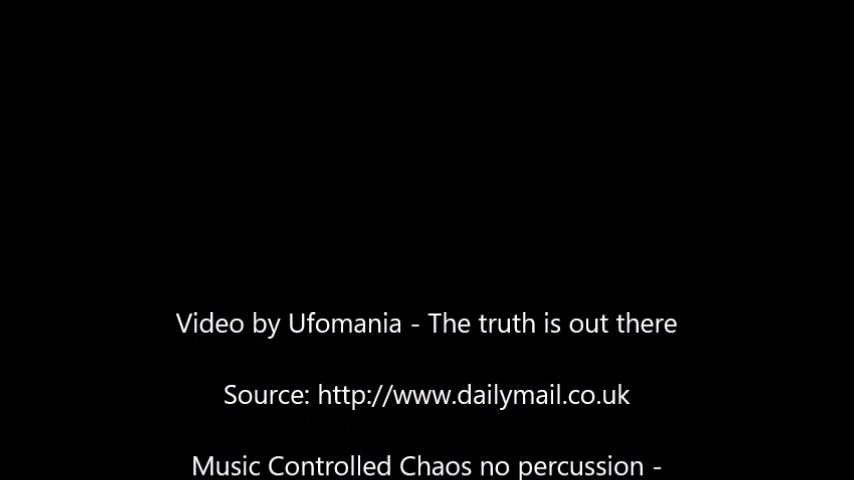 Video by Ufomania - The truth is out there
Source: http://www.dailymail.co.uk
Music Controlled Chaos no percussion -